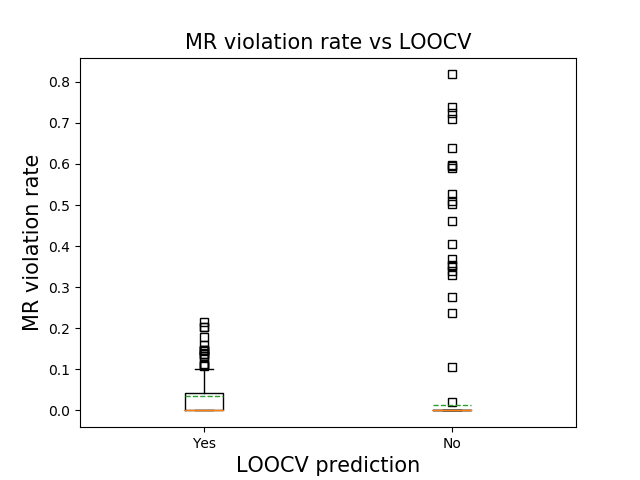 MR violation rate vs LOOCV
MR violation rate
0.8
0.7
0.6
0.5
0.4
0.3
0.2
0.1
0.0
Yes
No
LOOCV prediction